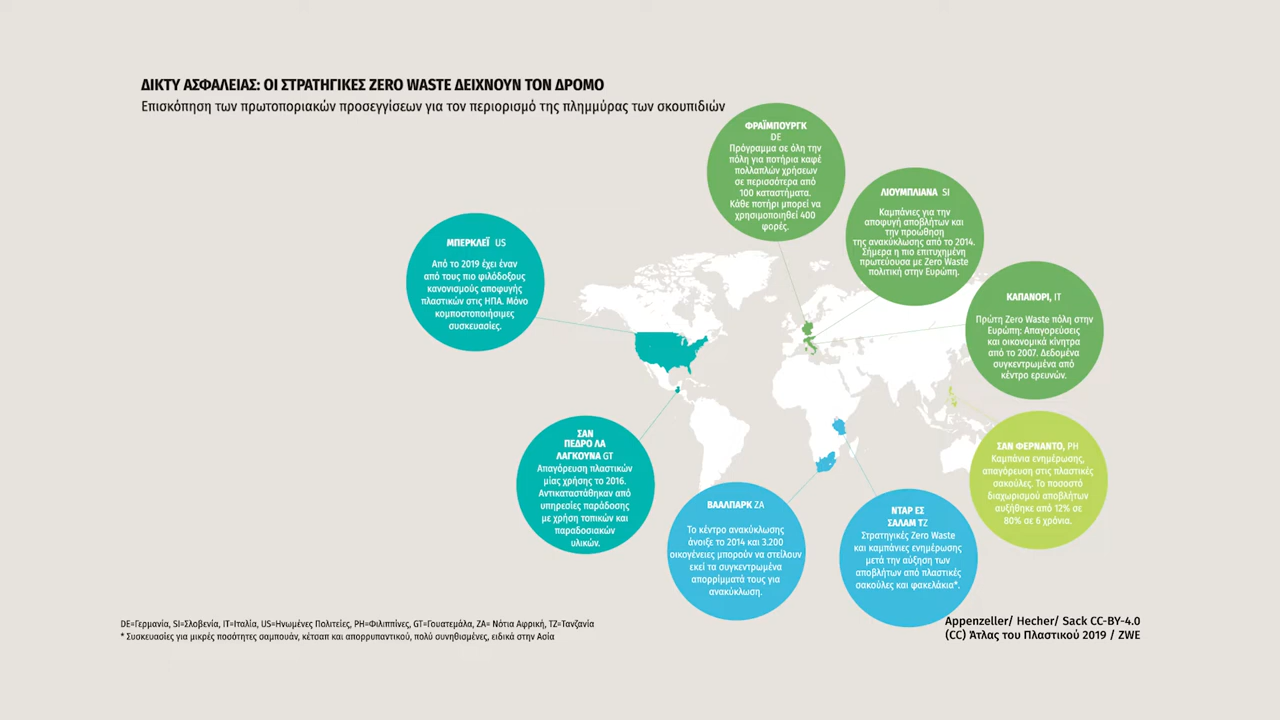 ΔΙΚΤΥ ΑΣΦΑΛΕΙΑΣ: ΟΙ ΣΤΡΑΤΗΓΙΚΕΣ ZERO WASTE ΔΕΙΧΝΟΥΝ ΤΟΝ ΔΡΟΜΟ
Επισκόπηση των πρωτοποριακών προσεγγίσεων για τον περιορισμό της πλημμύρας των σκουπιδιών
ΦΡΑΪΜΠΟΥΡΓΚ
DE
Πρόγραμμα σε όλη την
πόλη για ποτήρια καφέ
πολλαπλών χρήσεων
σε περισσότερα από
100 καταστήματα.
Κάθε ποτήρι μπορεί να
χρησιμοποιηθεί 400
φορές.
ΛΙΟΥΜΠΛΙΑΝΑ SI
Καμπάνιες για την
αποφυγή αποβλήτων και
την προώθηση
της ανακύκλωσης από το 2014.
Σήμερα η πιο επιτυχημένη
πρωτεύουσα με Zero Waste
πολιτική στην Ευρώπη.
ΜΠΕΡΚΛΕΪ US
Από το 2019 έχει έναν
από τους πιο φιλόδοξους
κανονισμούς αποφυγής
πλαστικών στις ΗΠΑ. Μόνο
κομποστοποιήσιμες
συσκευασίες.
ΚΑΠΑΝΟΡΙ, IT
Πρώτη Zero Waste πόλη στην
Ευρώπη: Απαγορεύσεις
και οικονομικά κίνητρα
από το 2007. Δεδομένα
συγκεντρωμένα από
κέντρο ερευνών.
ΣΑΝ
ΠΕΔΡΟ ΛΑ
ΛΑΓΚΟΥΝΑ GT
Απαγόρευση πλαστικών
μίας χρήσης το 2016.
Αντικαταστάθηκαν από
υπηρεσίες παράδοσης
με χρήση τοπικών και
παραδοσιακών
υλικών.
ΣΑΝ ΦΕΡΝΑΝΤΟ, PH
Καμπάνια ενημέρωσης,
απαγόρευση στις πλαστικές
σακούλες. Το ποσοστό
διαχωρισμού αποβλήτων
αυξήθηκε από 12% σε
80% σε 6 χρόνια.
ΒΑΑΛΠΑΡΚ ZA
Το κέντρο ανακύκλωσης
άνοιξε το 2014 και 3.200
οικογένειες μπορούν να στείλουν
εκεί τα συγκεντρωμένα
απορρίμματά τους για
ανακύκλωση.
ΝΤΑΡ ΕΣ
ΣΑΛΑΜ TZ
Στρατηγικές Zero Waste
και καμπάνιες ενημέρωσης
μετά την αύξηση των
αποβλήτων από πλαστικές
σακούλες και φακελάκια*.
DE=Γερμανία, SI=Σλοβενία, IT=Ιταλία, US=Ηνωμένες Πολιτείες, PH=Φιλιππίνες, GT=Γουατεμάλα, ZA= Νότια Αφρική, TZ=Τανζανία
* Συσκευασίες για μικρές ποσότητες σαμπουάν, κέτσαπ και απορρυπαντικού, πολύ συνηθισμένες, ειδικά στην Ασία
Appenzeller/ Hecher/ Sack CC-BY-4.0
(CC) Άτλας του Πλαστικού 2019 / ZWE